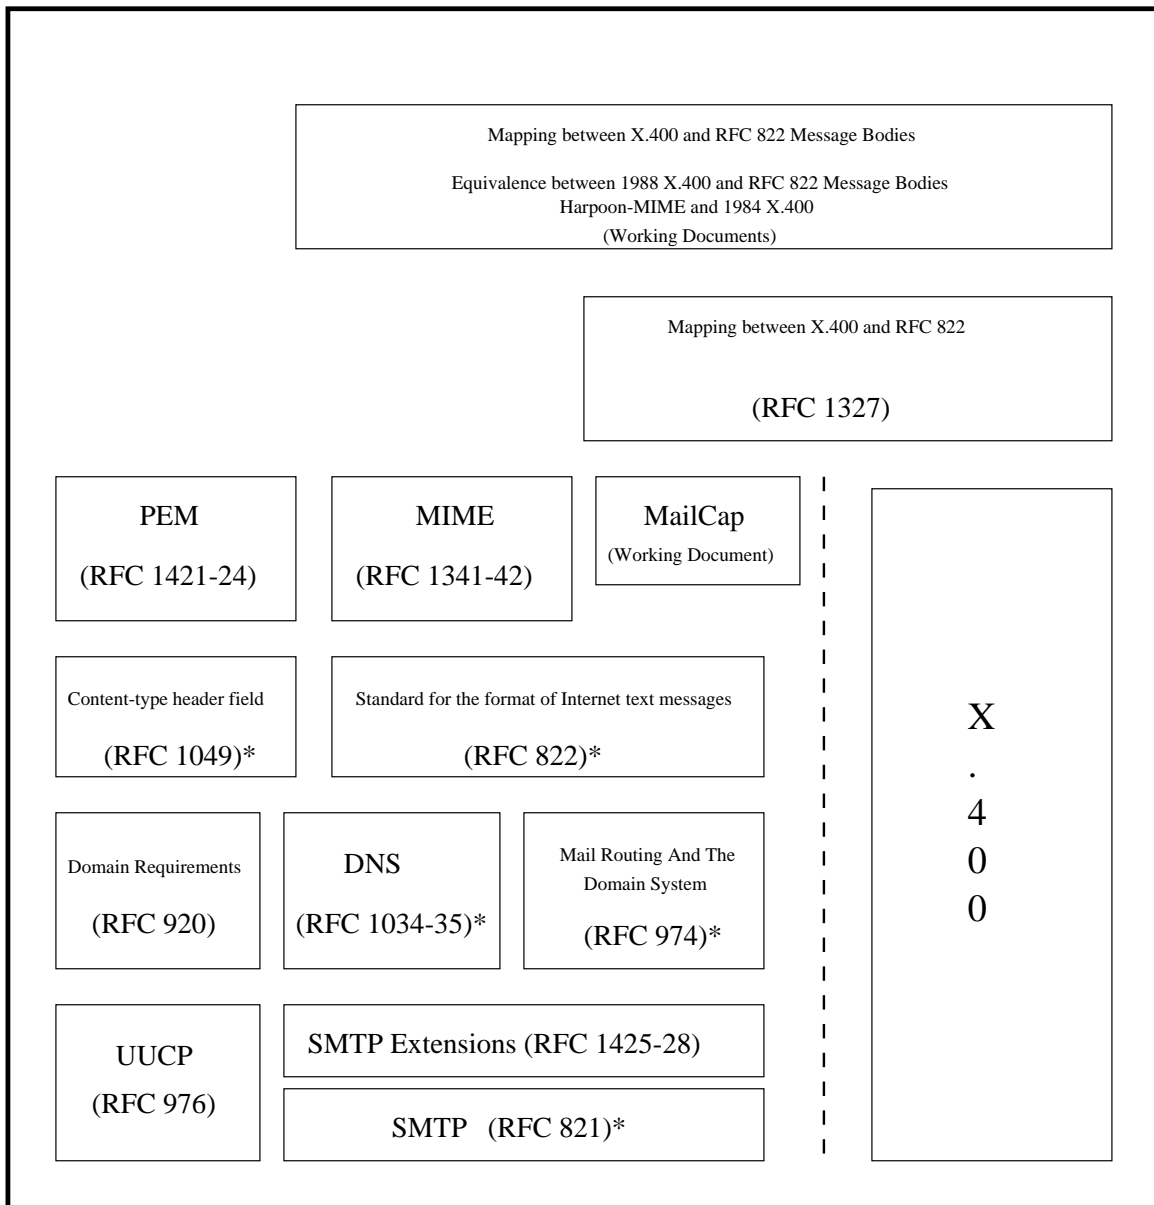 Mapping between X.400 and RFC 822 Message Bodies
Equivalence between 1988 X.400 and RFC 822 Message Bodies
Harpoon-MIME and 1984 X.400
(Working Documents)
Mapping between X.400 and RFC 822
(RFC 1327)
PEM
(RFC 1421-24)
MIME
(RFC 1341-42)
MailCap
(Working Document)
Content-type header field
(RFC 1049)*
Standard for the format of Internet text messages
(RFC 822)*
Domain Requirements
(RFC 920)
DNS
(RFC 1034-35)*
Mail Routing And The
Domain System
(RFC 974)*
UUCP
(RFC 976)
SMTP Extensions (RFC 1425-28)
SMTP (RFC 821)*
X
.
4
0
0